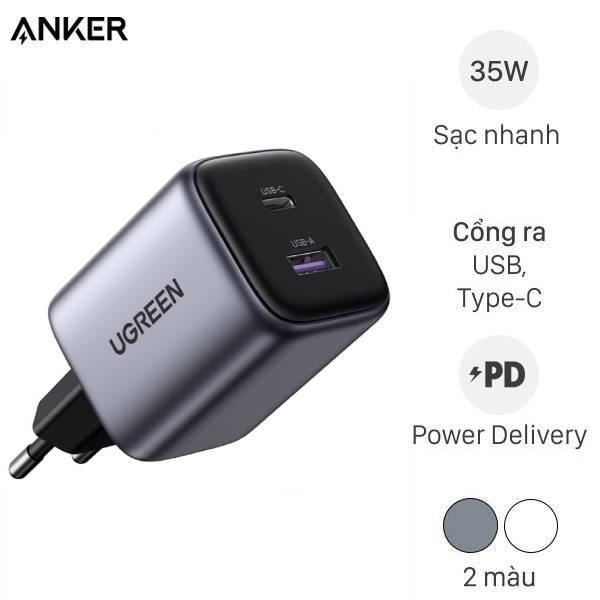 ANKER
35W
Sạc nhanh
Cổng ra
USB,
Type-C
PD
Power Delivery
2 màu
USB-C
USB-A
UGREEN